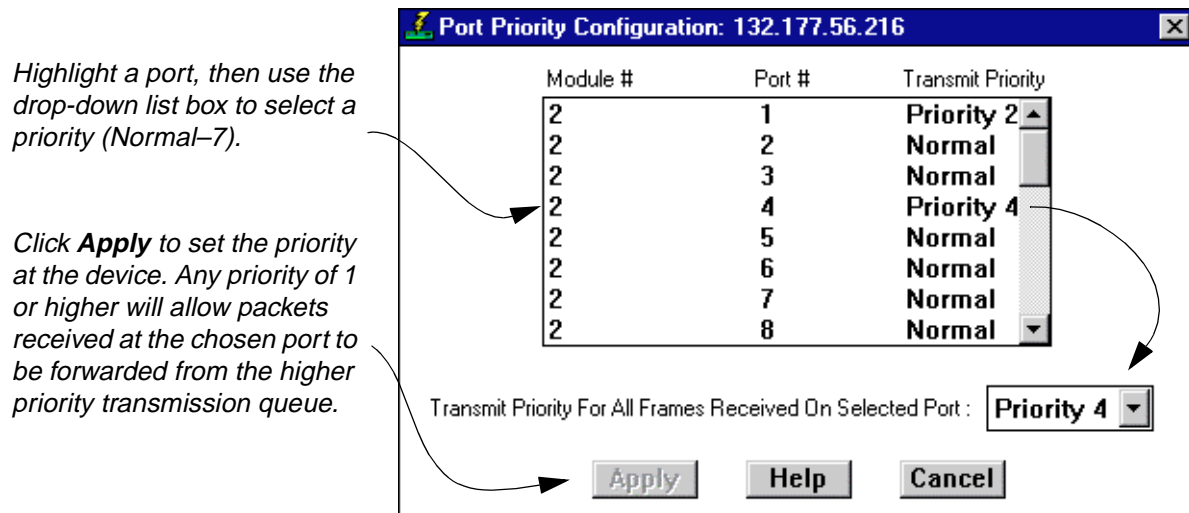 Port Priority Configuration: 132.177.56.216
Highlight a port, then use the
drop-down list box to select a
priority (Normal–7).
Click Apply to set the priority
at the device. Any priority of 1
or higher will allow packets
received at the chosen port to
be forwarded from the higher
priority transmission queue.
Module # Port # Transmit Priority
2 1 Priority 2
2 2 Normal
2 3 Normal
2 4 Priority 4
2 5 Normal
2 6 Normal
2 7 Normal
2 8 Normal
Transmit Priority For All Frames Received On Selected Port : Priority 4
Apply Help Cancel